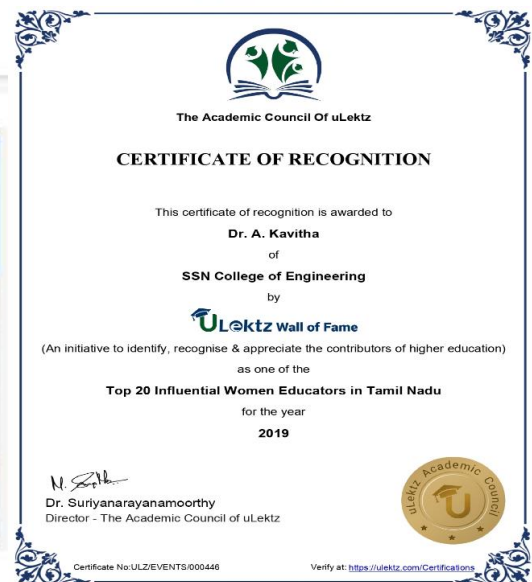 The Academic Council Of uLektz
CERTIFICATE OF RECOGNITION
This certificate of recognition is awarded to
Dr. A. Kavitha
of
SSN College of Engineering
by
ULektz Wall of Fame
(An initiative to identify, recognise & appreciate the contributors of higher education)
as one of the
Top 20 Influential Women Educators in Tamil Nadu
for the year
2019
Dr. Suriyanarayanamoorthy
Director - The Academic Council of uLektz
uLektz Academic Council
U
Certificate No:ULZ/EVENTS/000446
Verify at: https://ulektz.com/Certifications